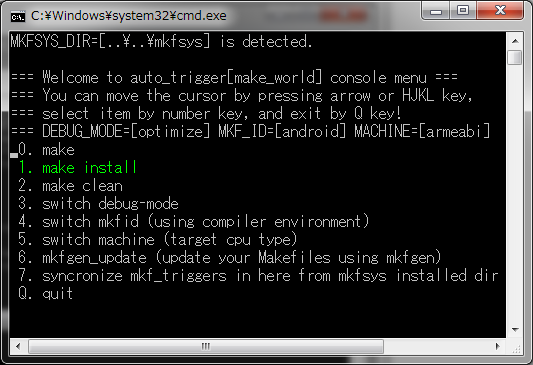 C:¥Windows¥system32¥cmd.exe
MKFSYS_DIR=[..¥..¥mkfsys] is detected.
=== Welcome to auto_trigger[make_world] console menu ===
=== You can move the cursor by pressing arrow or HJKL key,
=== select item by number key, and exit by Q key!
=== DEBUG_MODE=[optimize] MKF_ID=[android] MACHINE=[armeabi]
0. make
1. make install
2. make clean
3. switch debug-mode
4. switch mkfid (using compiler environment)
5. switch machine (target cpu type)
6. mkfgen_update (update your Makefiles using mkfgen)
7. syncronize mkf_triggers in here from mkfsys installed dir
Q. quit